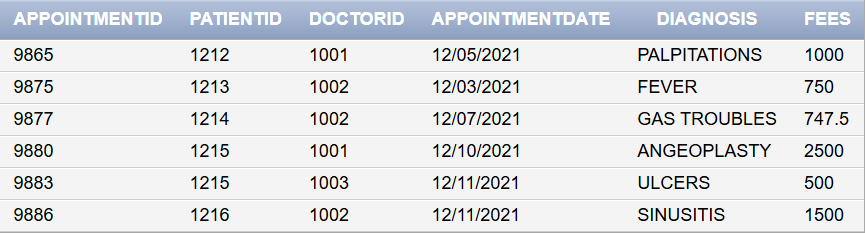 APPOINTMENTID PATIENTID DOCTORID APPOINTMENTDATE DIAGNOSIS FEES
9865 1212 1001 12/05/2021 PALPITATIONS 1000
9875 1213 1002 12/03/2021 FEVER 750
9877 1214 1002 12/07/2021 GAS TROUBLES 747.5
9880 1215 1001 12/10/2021 ANGEOPLASTY 2500
9883 1215 1003 12/11/2021 ULCERS 500
9886 1216 1002 12/11/2021 SINUSITIS 1500